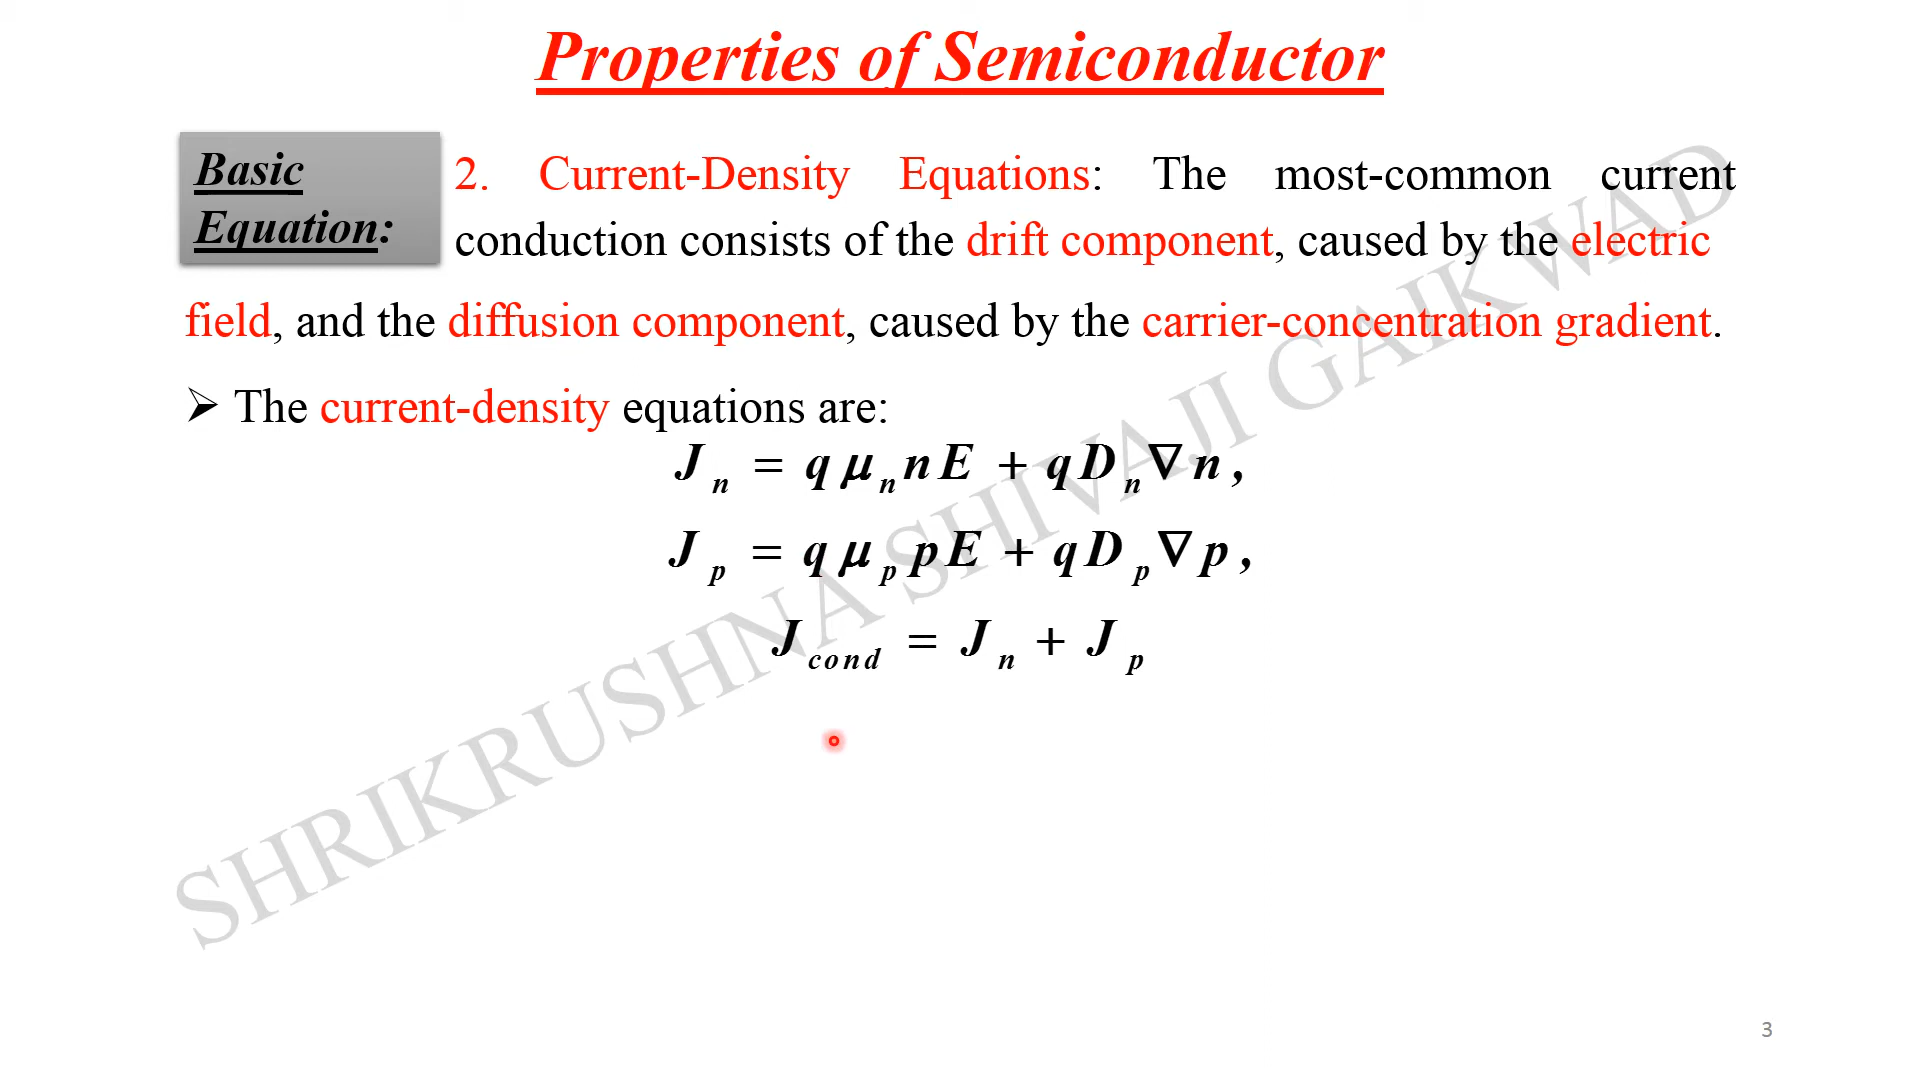 Properties of Semiconductor
Basic
Equation:
2. Current-Density Equations: The most-common current
conduction consists of the drift component, caused by the electric
field, and the diffusion component, caused by the carrier-concentration gradient.
➢ The current-density equations are:
J_n = qμ_n nE + qD_n ∇n,
J_p = qμ_p pE + qD_p ∇p,
J_cond = J_n + J_p
SHRIKRUSHNA SHIVAJI GAIKWAD
3